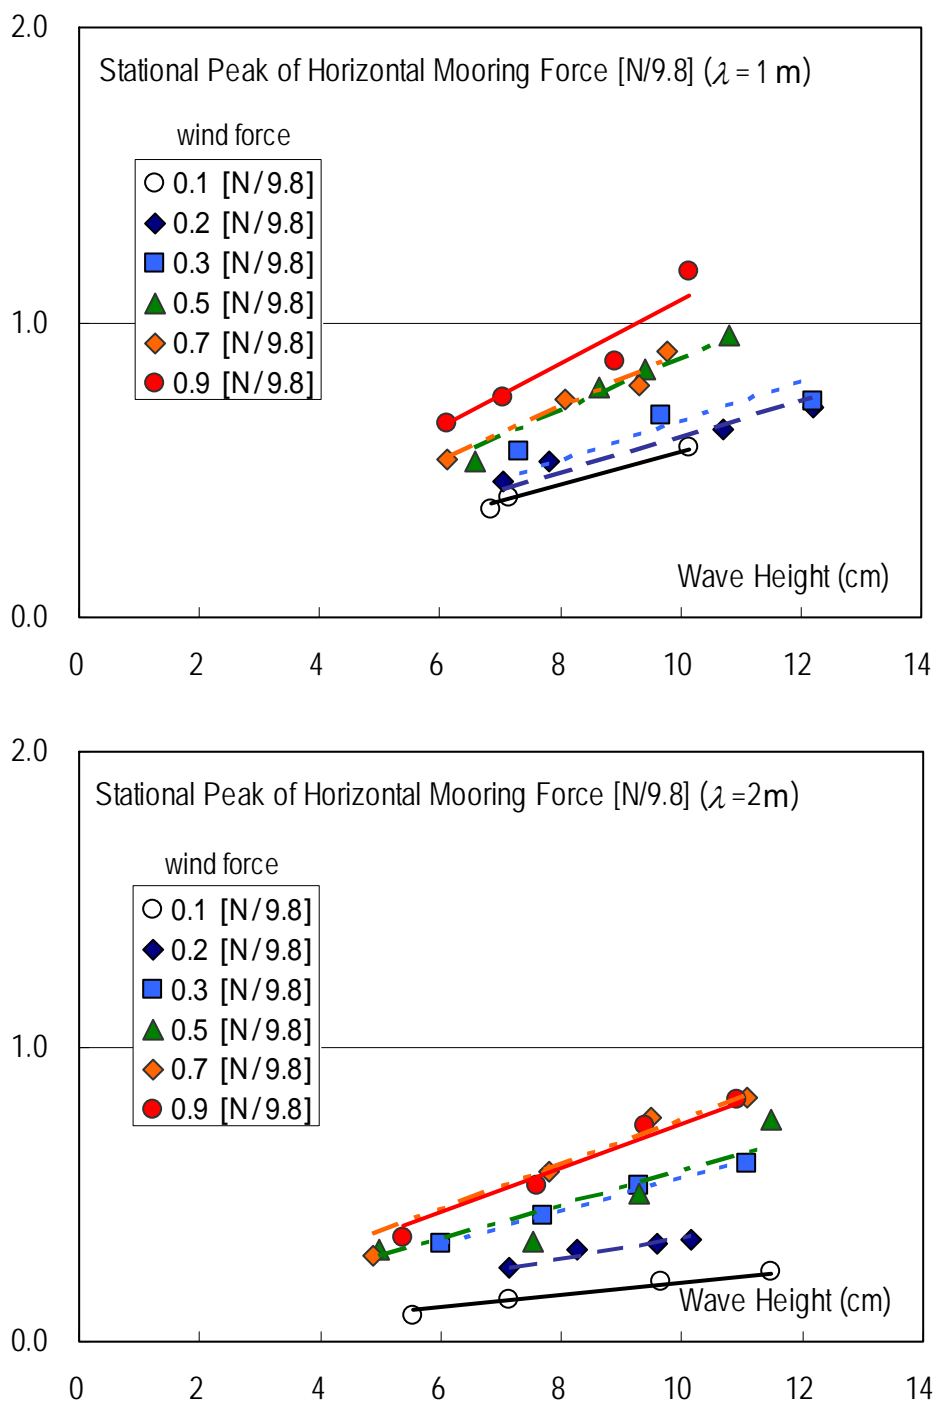 2.0
Stational Peak of Horizontal Mooring Force [N/9.8] (λ = 1 m)
wind force
0.1 [N/9.8]
0.2 [N/9.8]
0.3 [N/9.8]
0.5 [N/9.8]
0.7 [N/9.8]
0.9 [N/9.8]
1.0
Wave Height (cm)
0.0
0 2 4 6 8 10 12 14
2.0
Stational Peak of Horizontal Mooring Force [N/9.8] (λ =2m)
wind force
0.1 [N/9.8]
0.2 [N/9.8]
0.3 [N/9.8]
0.5 [N/9.8]
0.7 [N/9.8]
0.9 [N/9.8]
1.0
Wave Height (cm)
0.0
0 2 4 6 8 10 12 14